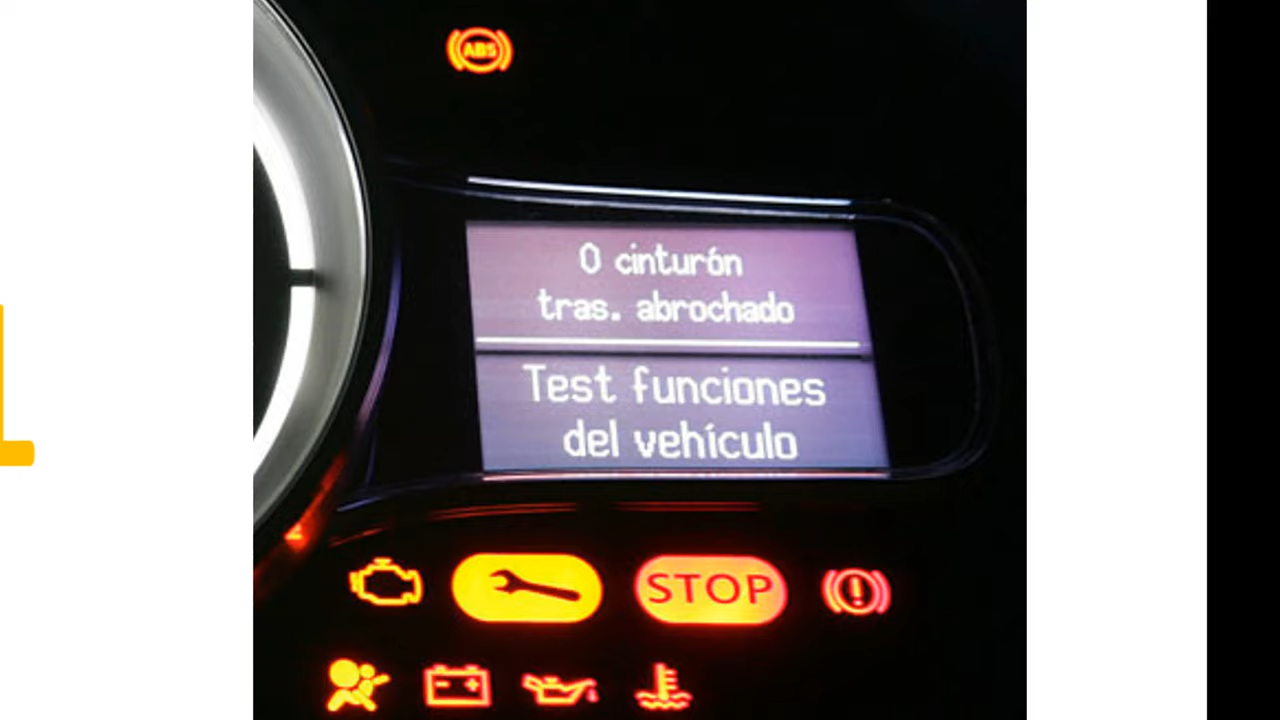 ABS
0 cinturón
tras. abrochado
Test funciones
del vehículo
STOP